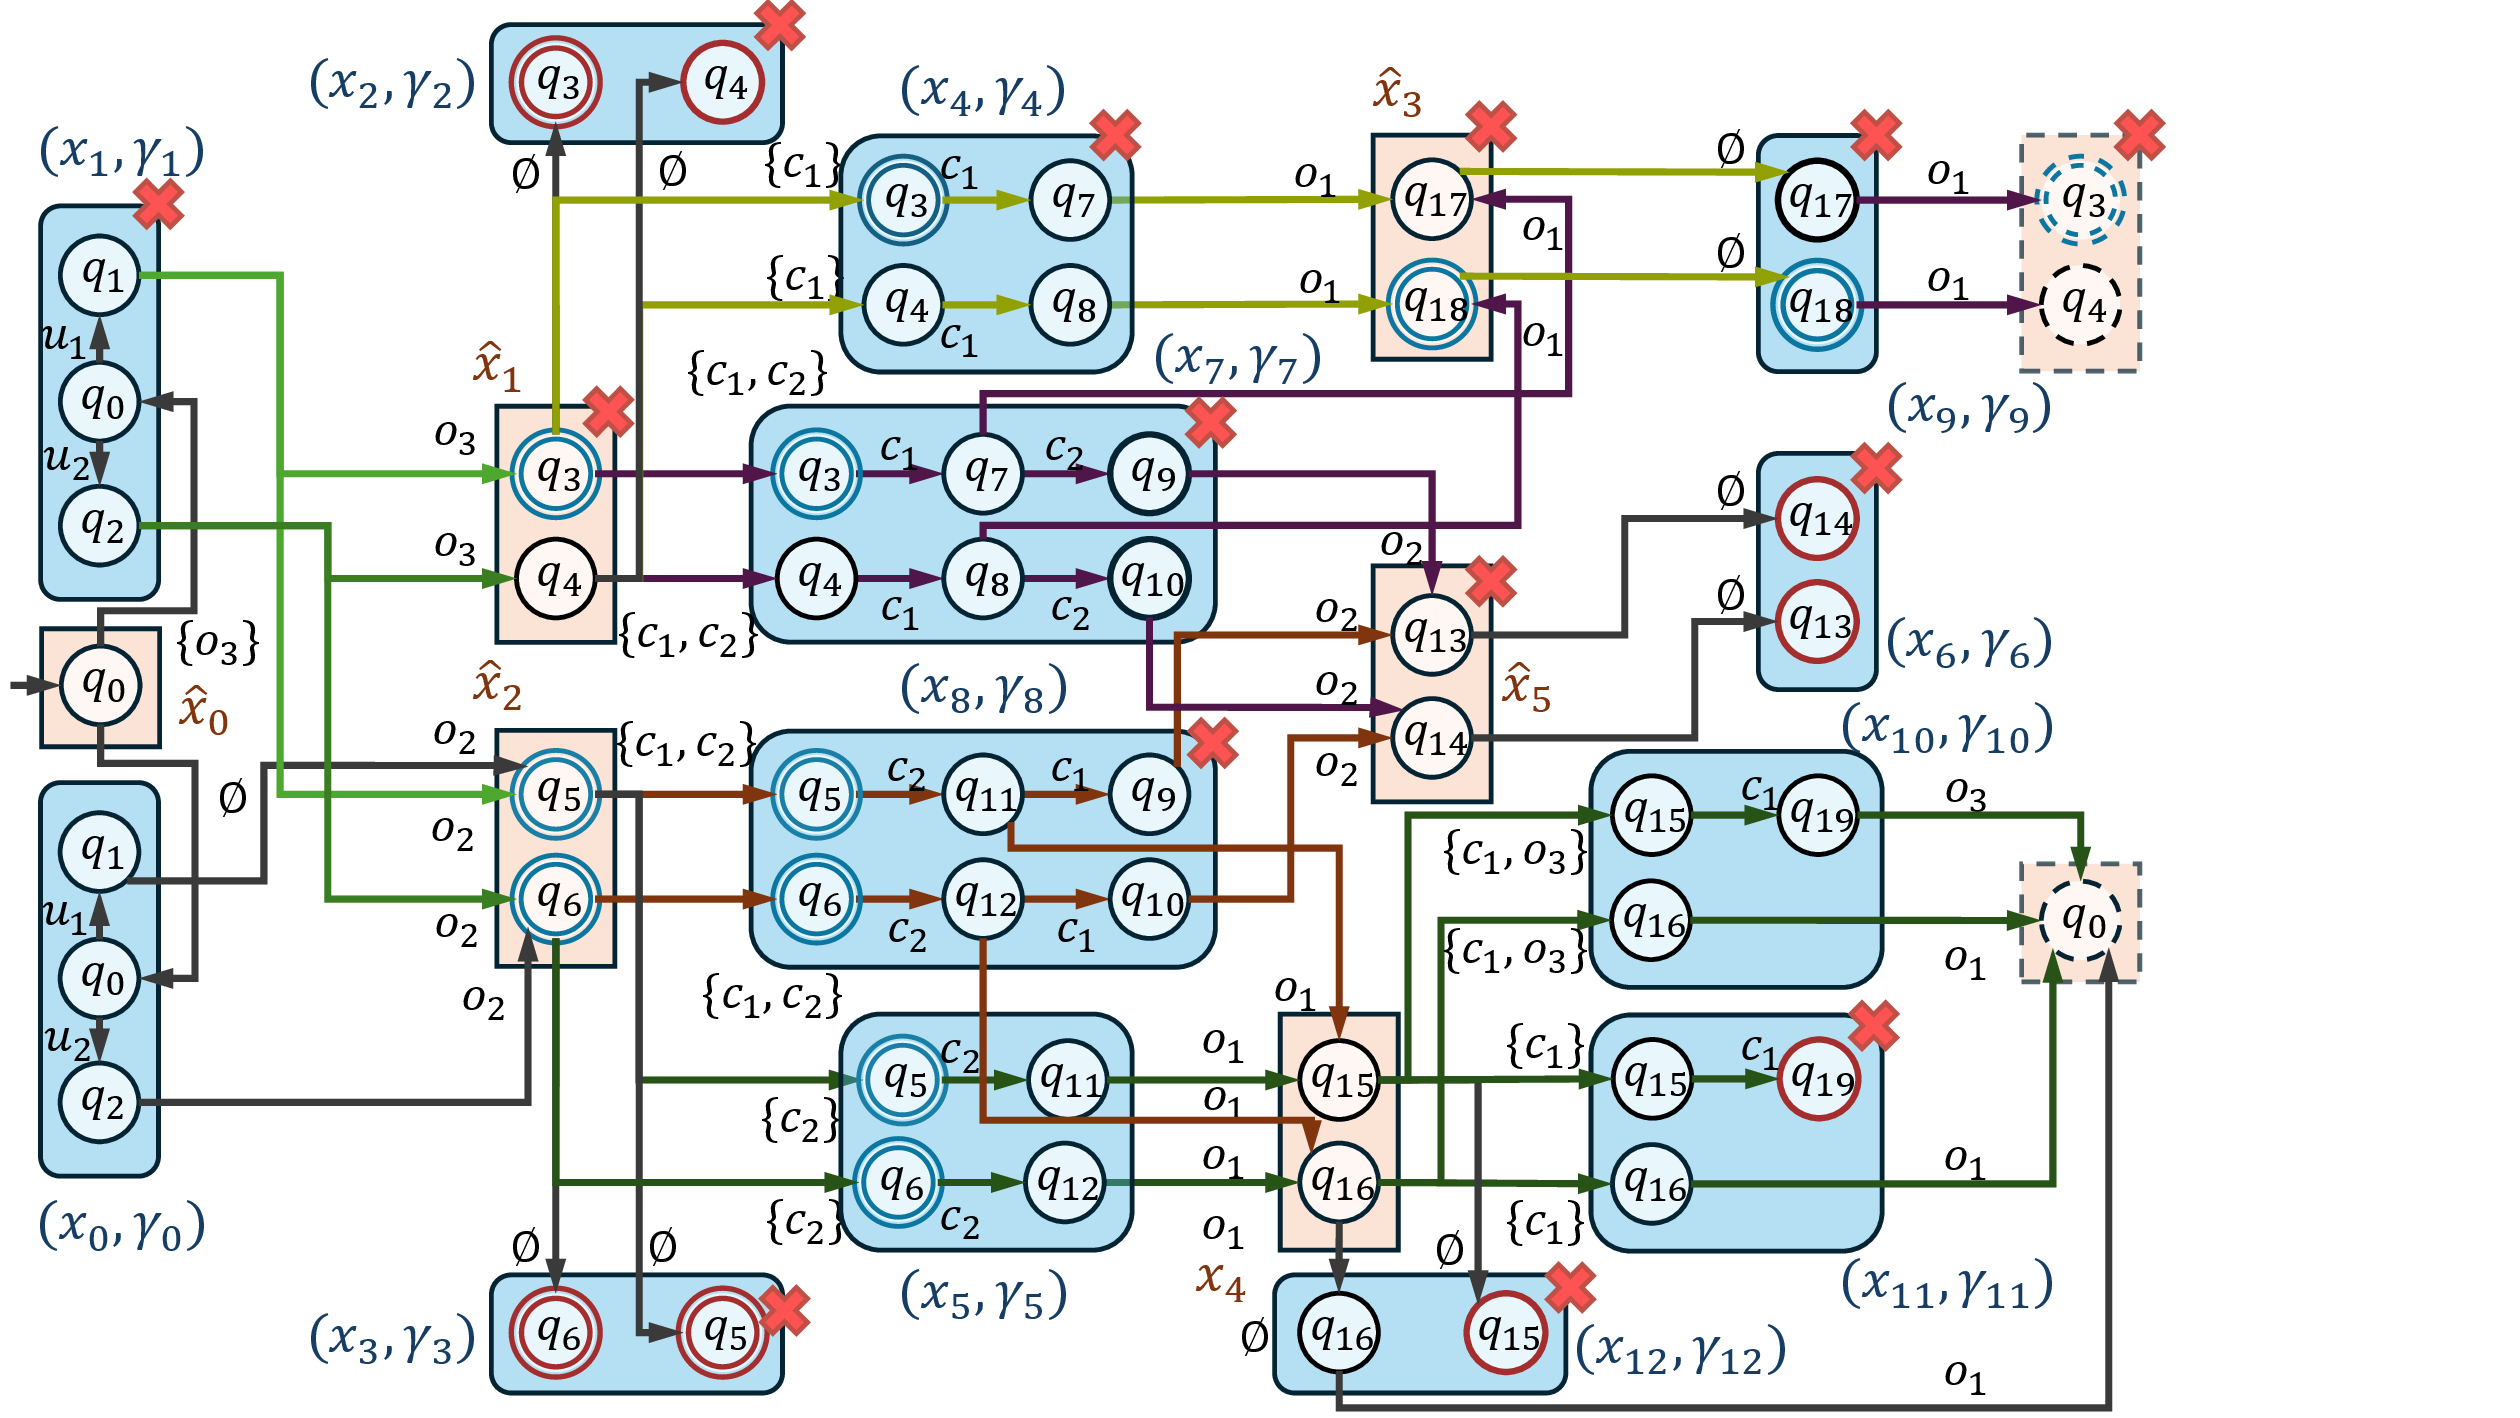 (x₁, γ₁)
q₁
u₁
q₀
u₂
q₂
{o₃}
q₀
x̂₀
∅
q₁
u₁
q₀
u₂
q₂
(x₀, γ₀)
(x₂, γ₂)
q₃ q₄
∅ ∅
x̂₁
o₃ q₃
o₃ q₄
{c₁}
{c₁}
{c₁, c₂}
{c₁, c₂}
x̂₂
o₂
q₅
o₂
q₆
o₂
o₂
{c₁, c₂}
{c₁, c₂}
{c₂}
{c₂}
∅ ∅
(x₃, γ₃)
q₆ q₅
(x₄, γ₄)
q₃ c₁ q₇ o₁
q₄ c₁ q₈ o₁
(x₇, γ₇)
q₃ c₁ q₇ c₂ q₉
q₄ c₁ q₈ c₂ q₁₀
(x₈, γ₈)
q₅ c₂ q₁₁ c₁ q₉
q₆ c₂ q₁₂ c₁ q₁₀
q₅ c₂ q₁₁ o₁
o₁
q₆ c₂ q₁₂ o₁
o₁
(x₅, γ₅)
x̂₃
q₁₇ o₁
q₁₈ o₁
o₂
o₂ q₁₃
o₂ q₁₄
o₂
x̂₅
o₁
q₁₅
q₁₆
x₄
∅ q₁₆ q₁₅
∅
(x₁₂, γ₁₂)
∅ q₁₇ o₁ q₃
∅ q₁₈ o₁ q₄
(x₉, γ₉)
∅ q₁₄
∅ q₁₃
(x₆, γ₆)
(x₁₀, γ₁₀)
{c₁, o₃} q₁₅ c₁ q₁₉ o₃
{c₁, o₃} q₁₆ o₁ q₀
{c₁} q₁₅ c₁ q₁₉
{c₁} q₁₆ o₁
(x₁₁, γ₁₁)
o₁